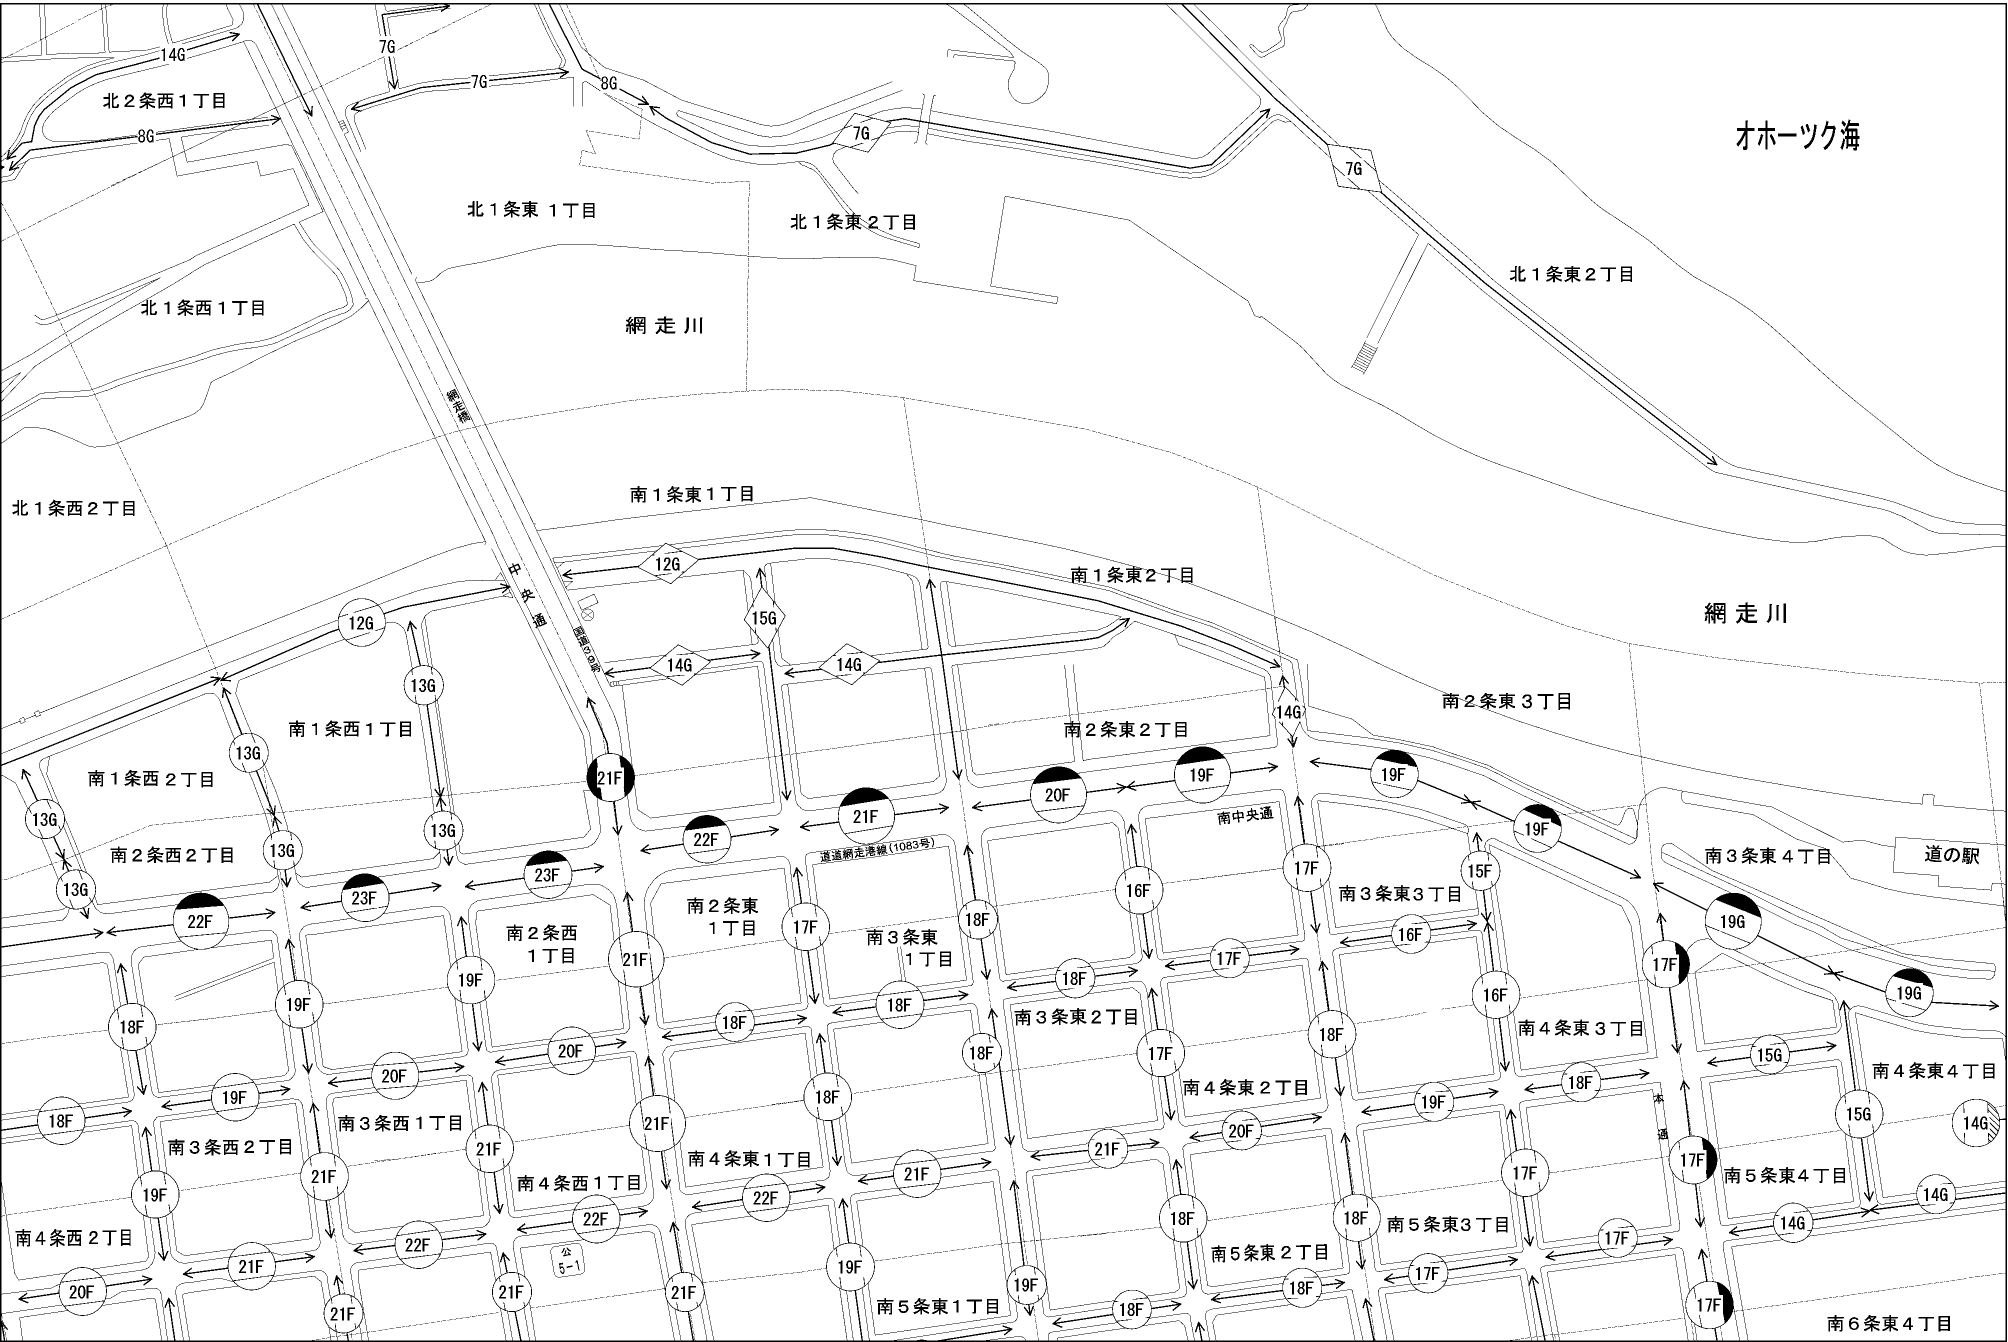 14G
7G
7G
8G
北２条西１丁目
8G
7G
7G
オホーツク海
北１条東１丁目
北１条東２丁目
北１条東２丁目
北１条西１丁目
網走川
網走橋
北１条西２丁目
南１条東１丁目
中央通
12G
南１条東２丁目
12G
15G
国道39号
14G
14G
網走川
13G
南１条西１丁目
南２条東３丁目
14G
南２条東２丁目
13G
南１条西２丁目
21F
19F
19F
20F
21F
22F
南中央通
13G
13G
13G
19F
道道網走港線(1083号)
南２条西２丁目
南３条東４丁目
道の駅
23F
23F
13G
22F
16F
17F
15F
南３条東３丁目
南２条東
１丁目
17F
18F
南２条西
１丁目
南３条東
１丁目
16F
19G
21F
17F
17F
19F
18F
19F
18F
18F
18F
16F
19G
南３条東２丁目
18F
18F
南４条東３丁目
20F
18F
17F
15G
20F
南４条東４丁目
19F
18F
南４条東２丁目
18F
19F
本通
18F
南３条西１丁目
21F
20F
15G
14G
南３条西２丁目
21F
21F
南４条東１丁目
21F
17F
21F
南４条西１丁目
21F
17F
南５条東４丁目
19F
22F
22F
18F
18F
南５条東３丁目
14G
14G
南４条西２丁目
22F
17F
21F
公
5-1
南５条東２丁目
19F
17F
20F
21F
21F
19F
18F
21F
南５条東１丁目
18F
17F
南６条東４丁目